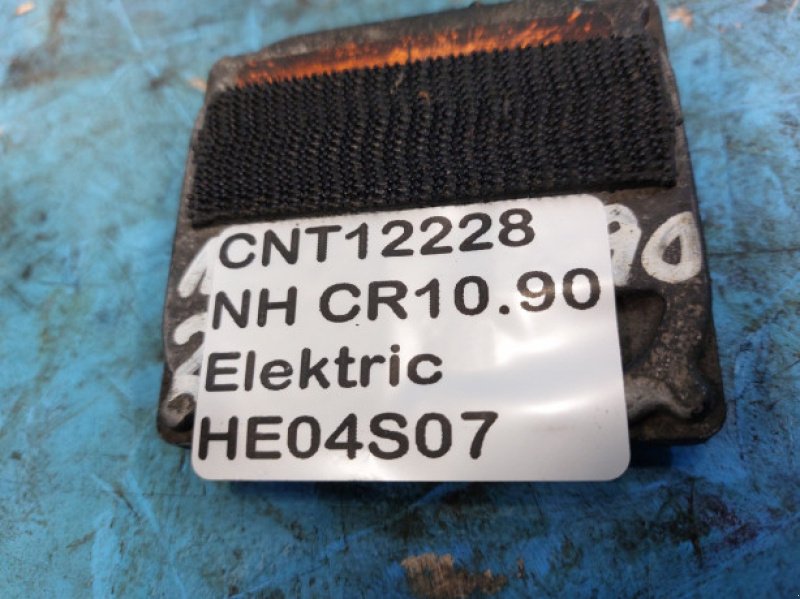 CNT12228
NH CR10.90
Elektric
HE04S07